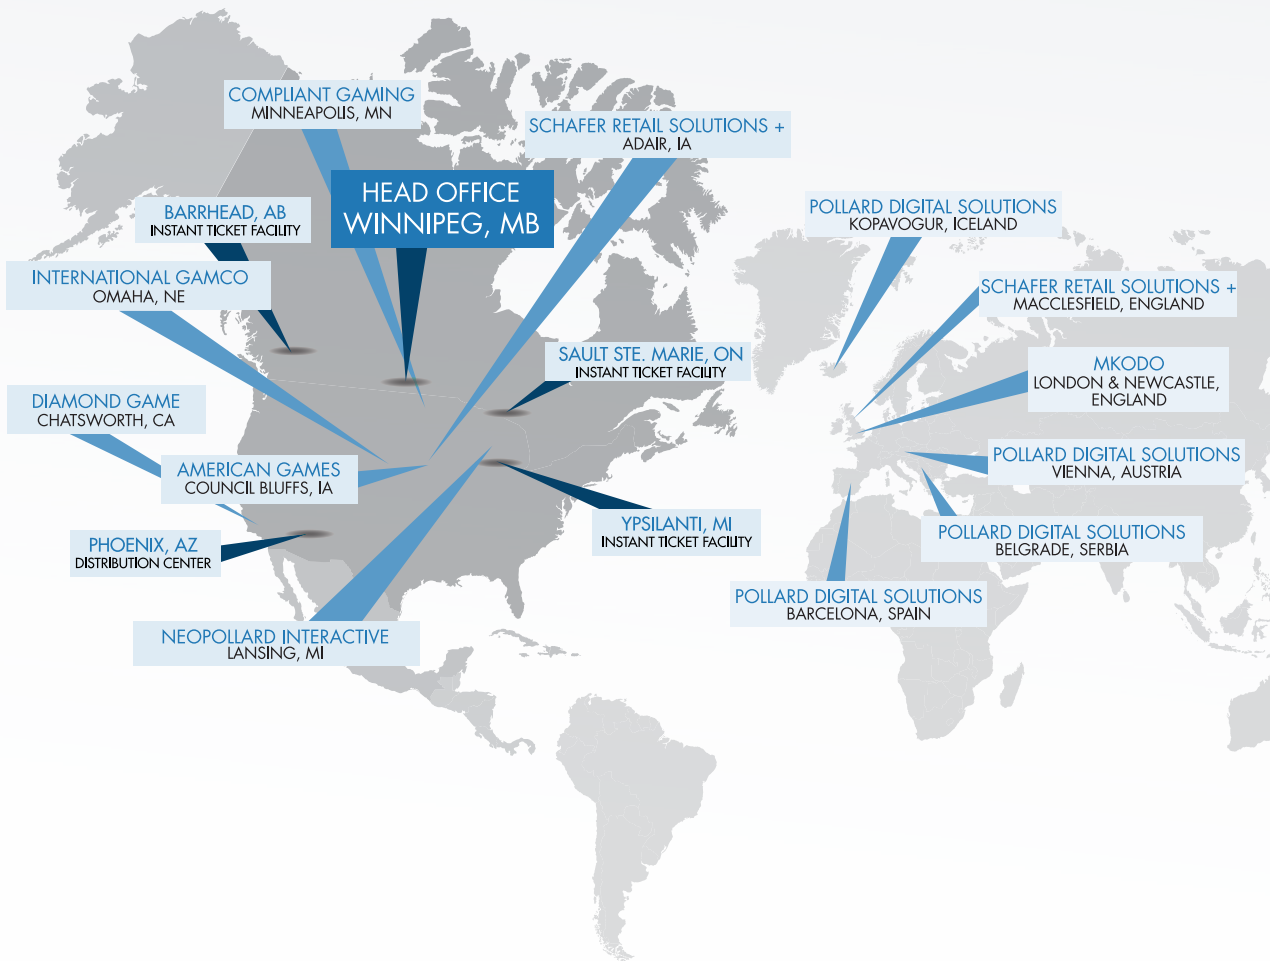 COMPLIANT GAMING
MINNEAPOLIS, MN
SCHAFER RETAIL SOLUTIONS +
ADAIR, IA
HEAD OFFICE
WINNIPEG, MB
BARRHEAD, AB
INSTANT TICKET FACILITY
POLLARD DIGITAL SOLUTIONS
KOPAVOGUR, ICELAND
INTERNATIONAL GAMCO
OMAHA, NE
SCHAFER RETAIL SOLUTIONS +
MACCLESFIELD, ENGLAND
SAULT STE. MARIE, ON
INSTANT TICKET FACILITY
MKODO
LONDON & NEWCASTLE,
ENGLAND
DIAMOND GAME
CHATSWORTH, CA
AMERICAN GAMES
COUNCIL BLUFFS, IA
POLLARD DIGITAL SOLUTIONS
VIENNA, AUSTRIA
YPSILANTI, MI
INSTANT TICKET FACILITY
POLLARD DIGITAL SOLUTIONS
BELGRADE, SERBIA
PHOENIX, AZ
DISTRIBUTION CENTER
POLLARD DIGITAL SOLUTIONS
BARCELONA, SPAIN
NEOPOLLARD INTERACTIVE
LANSING, MI